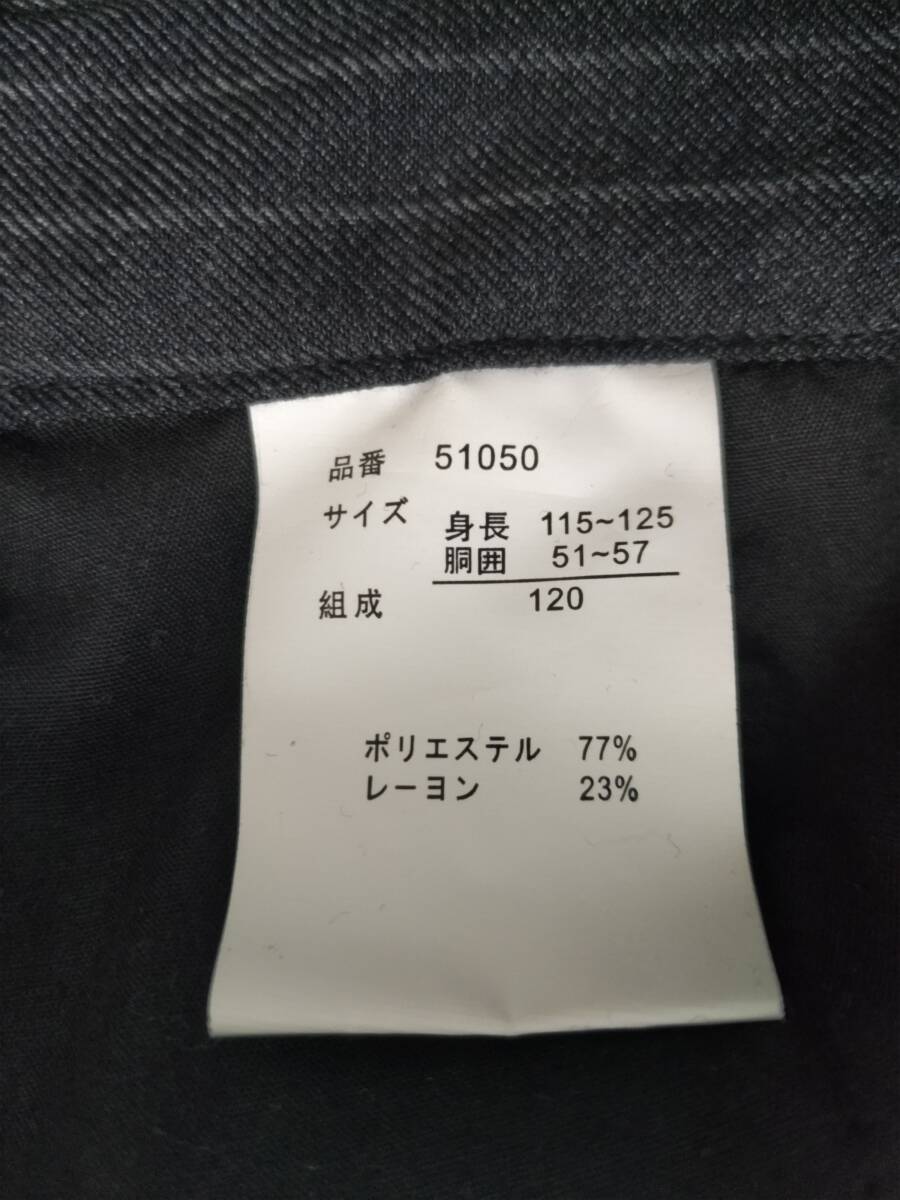 品番 51050
サイズ 身長 115~125
胴囲 51~57
組成 120
ポリエステル 77%
レーヨン 23%